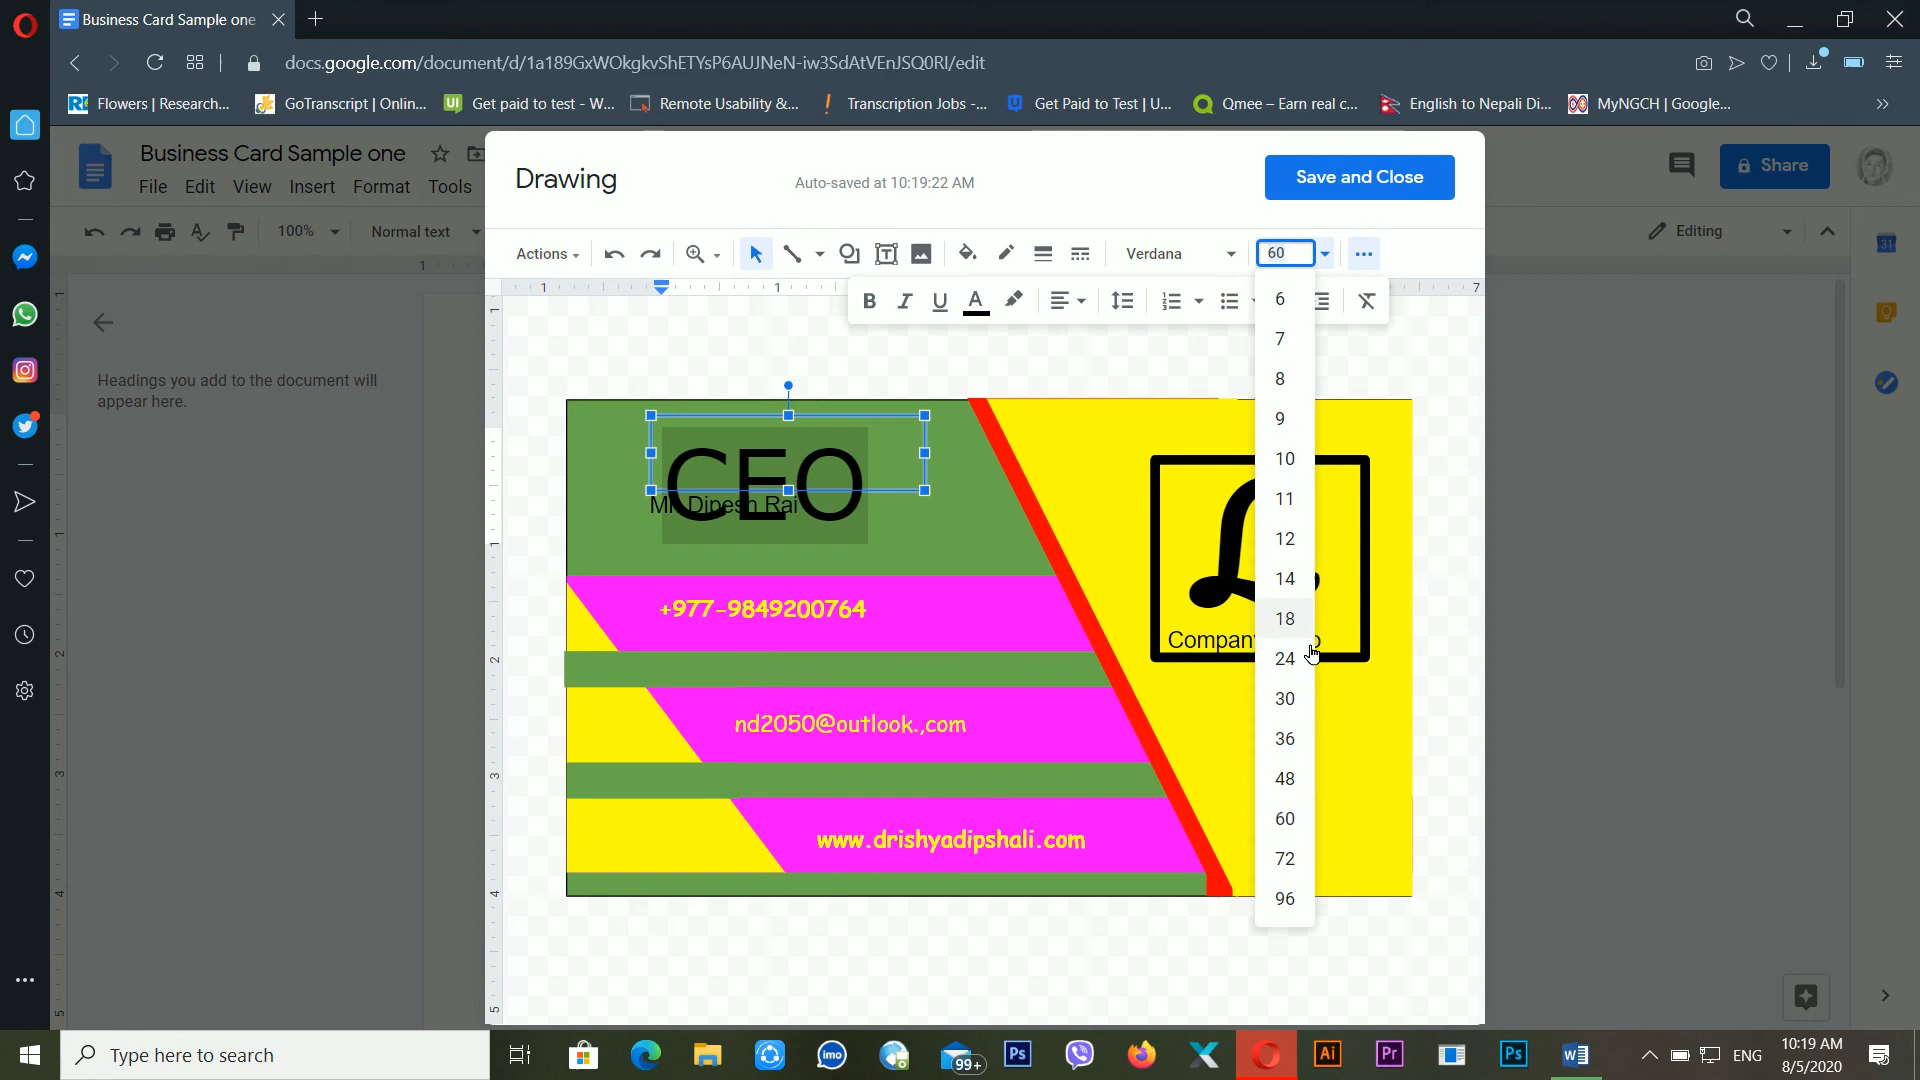 Business Card Sample one
docs.google.com/document/d/1a189GxWOkgkvShETYsP6AUJNeN-iw3SdAtVEnJSQ0RI/edit
Flowers | Research... GoTranscript | Onlin... Get paid to test - W... Remote Usability &... Transcription Jobs -... Get Paid to Test | U... Qmee – Earn real c... English to Nepali Di... MyNGCH | Google...
Business Card Sample one
File Edit View Insert Format Tools
Share
Drawing
Auto-saved at 10:19:22 AM
Save and Close
100% Normal text
Editing
Actions
Verdana
60
Headings you add to the document will
appear here.
6
7
8
9
10
11
12
14
18
24
30
36
48
60
72
96
CEO
Mr. Dipesh Rai
+977-9849200764
nd2050@outlook.,com
www.drishyadipshali.com
Company
Type here to search
99+
ENG
10:19 AM
8/5/2020